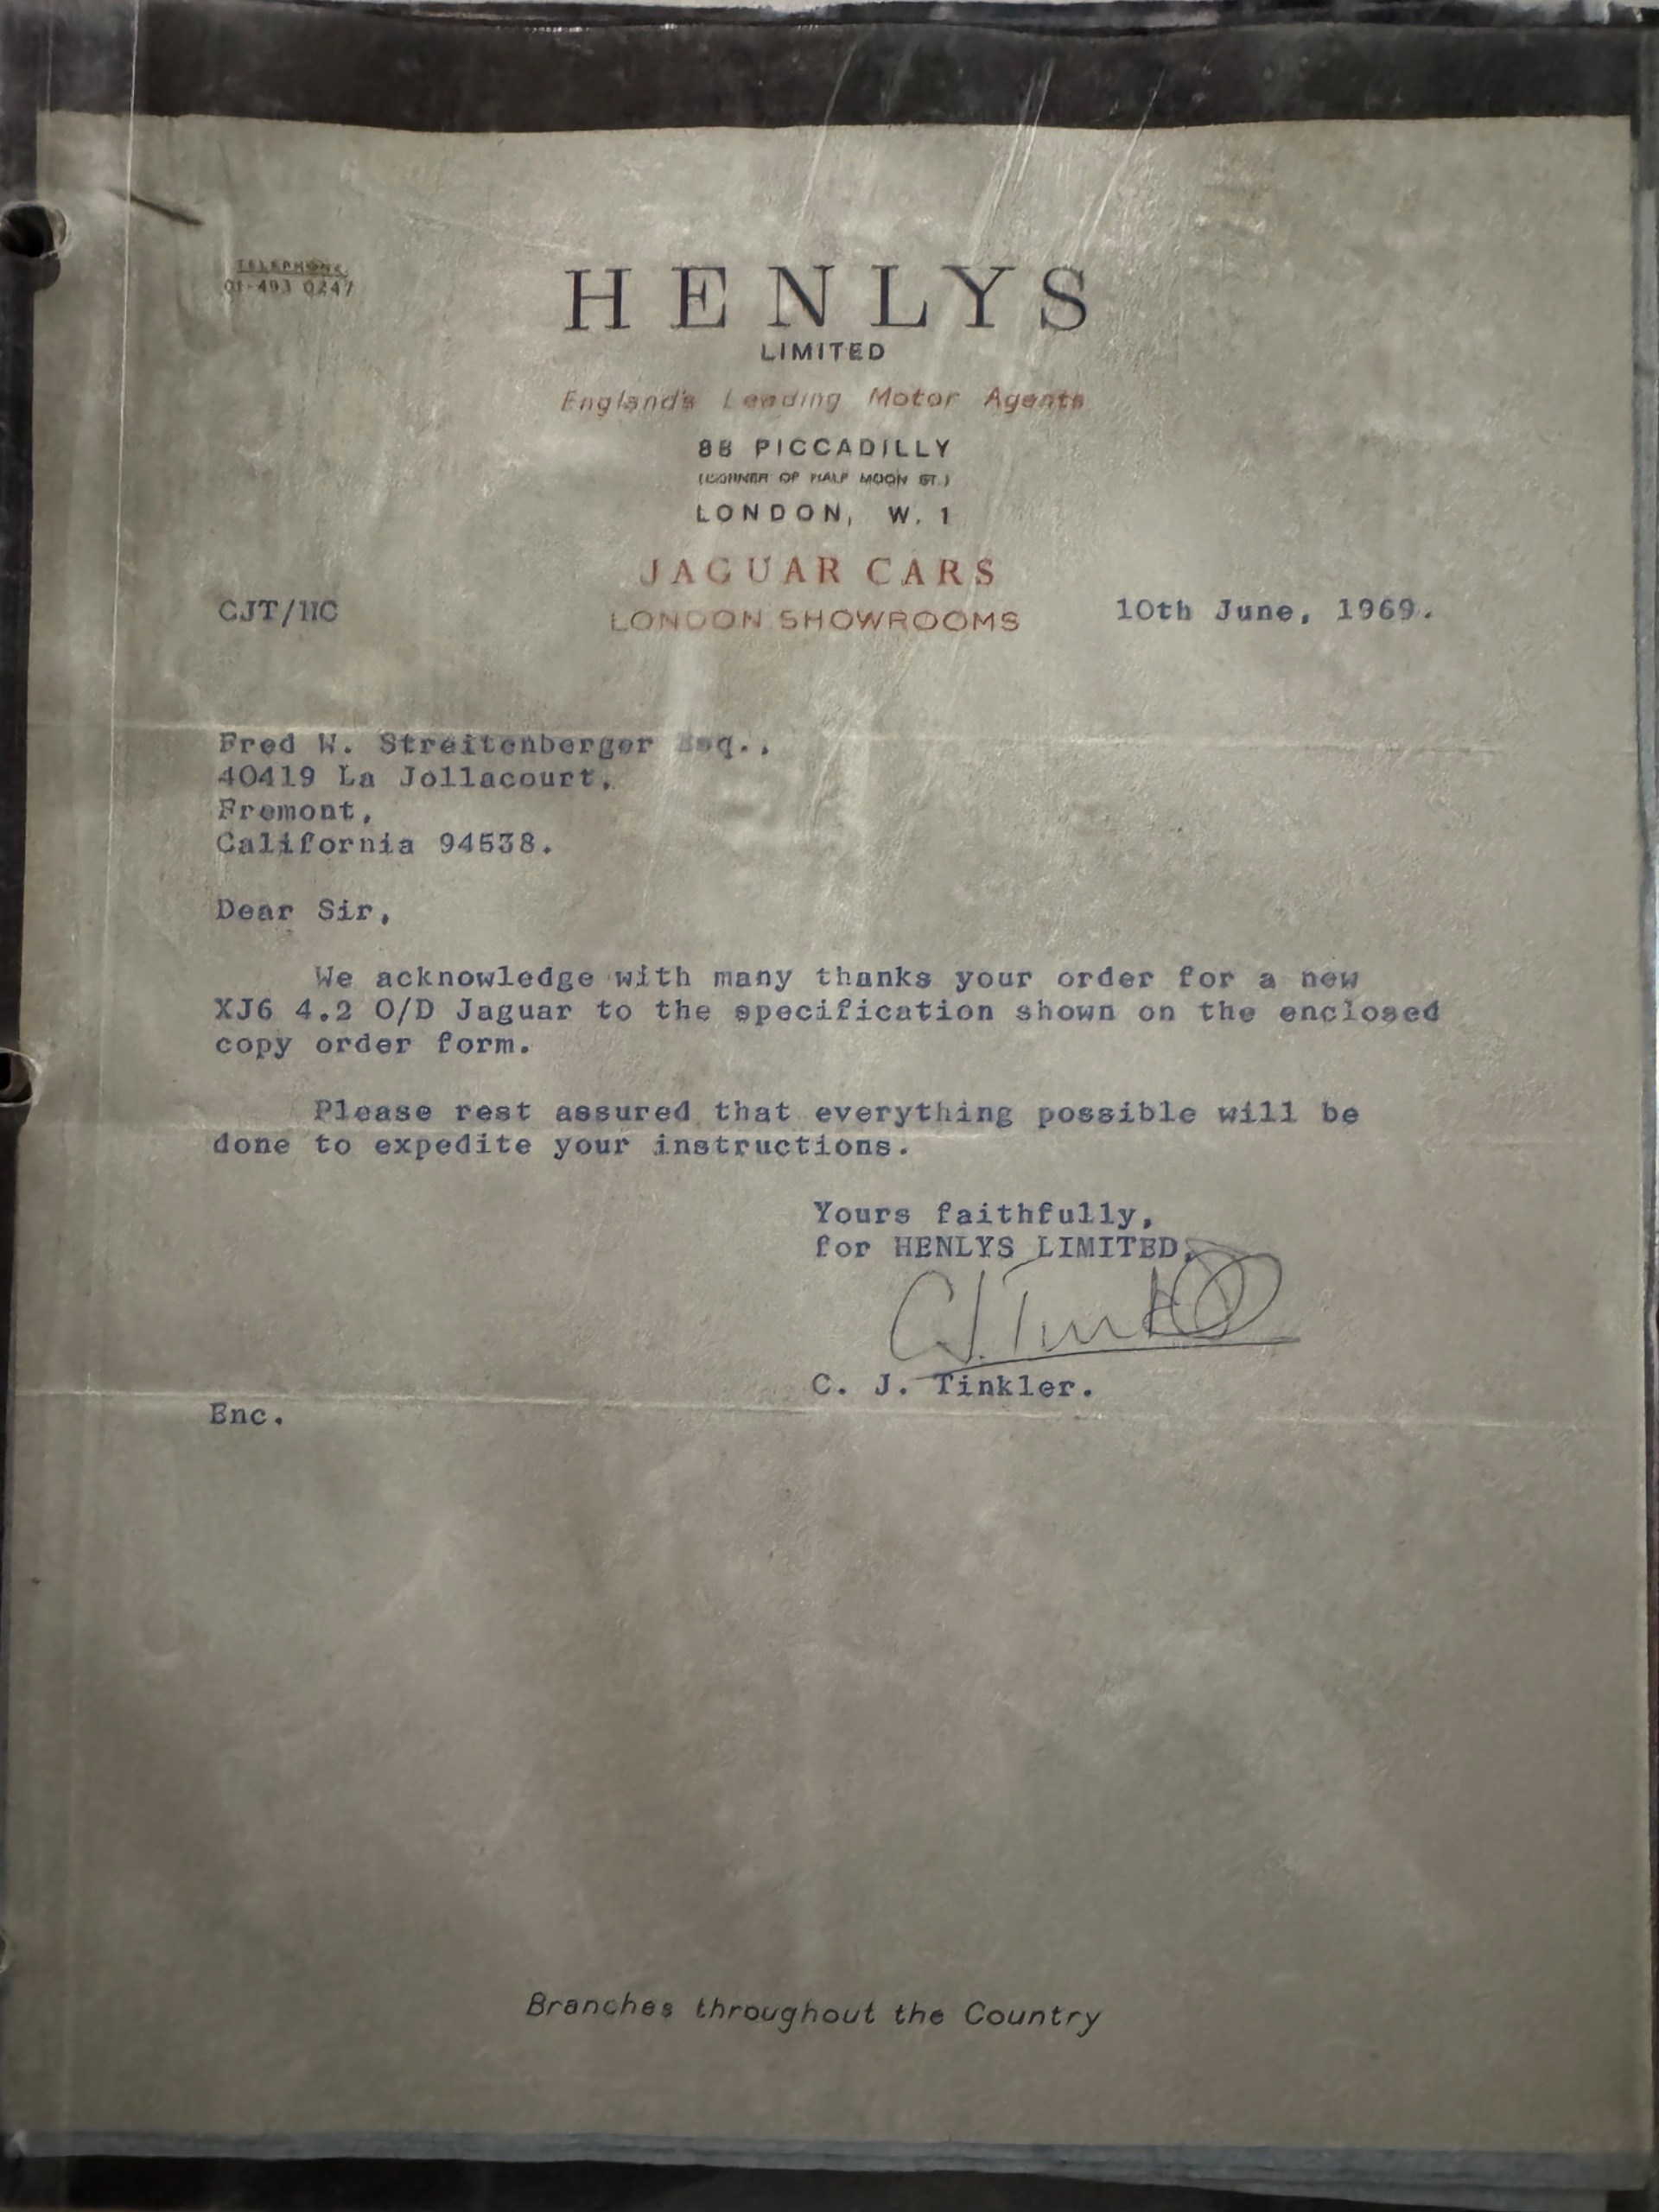 TELEPHONE
01-493 0247
HENLYS
LIMITED
England's Leading Motor Agents
88 PICCADILLY
(CORNER OF HALF MOON ST.)
LONDON, W. 1
JAGUAR CARS
LONDON SHOWROOMS
CJT/HC
10th June, 1969.
Fred W. Streitenberger Esq.,
40419 La Jollacourt,
Fremont,
California 94538.
Dear Sir,
We acknowledge with many thanks your order for a new
XJ6 4.2 O/D Jaguar to the specification shown on the enclosed
copy order form.
Please rest assured that everything possible will be
done to expedite your instructions.
Yours faithfully,
for HENLYS LIMITED,
C. J. Tinkler
C. J. Tinkler.
Enc.
Branches throughout the Country